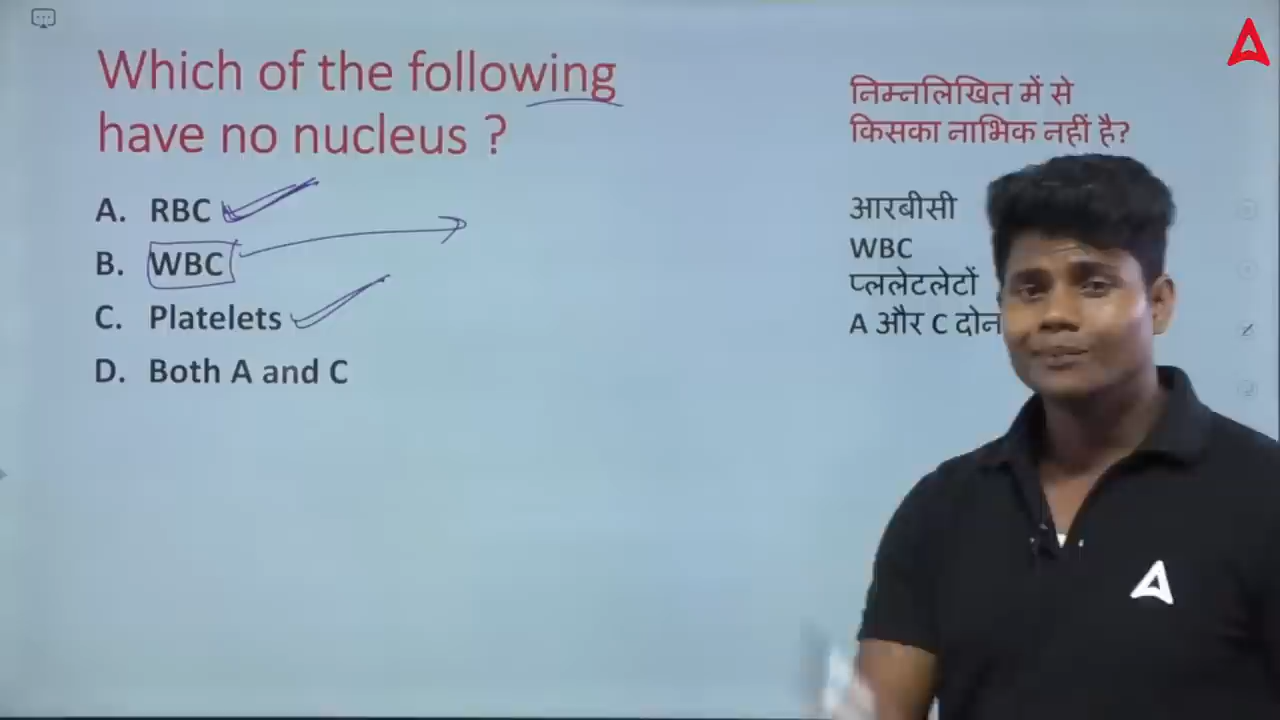 Which of the following
have no nucleus ?
A. RBC
B. WBC
C. Platelets
D. Both A and C
निम्नलिखित में से
किसका नाभिक नहीं है?
आरबीसी
WBC
प्लेटलेटों
A और C दोन